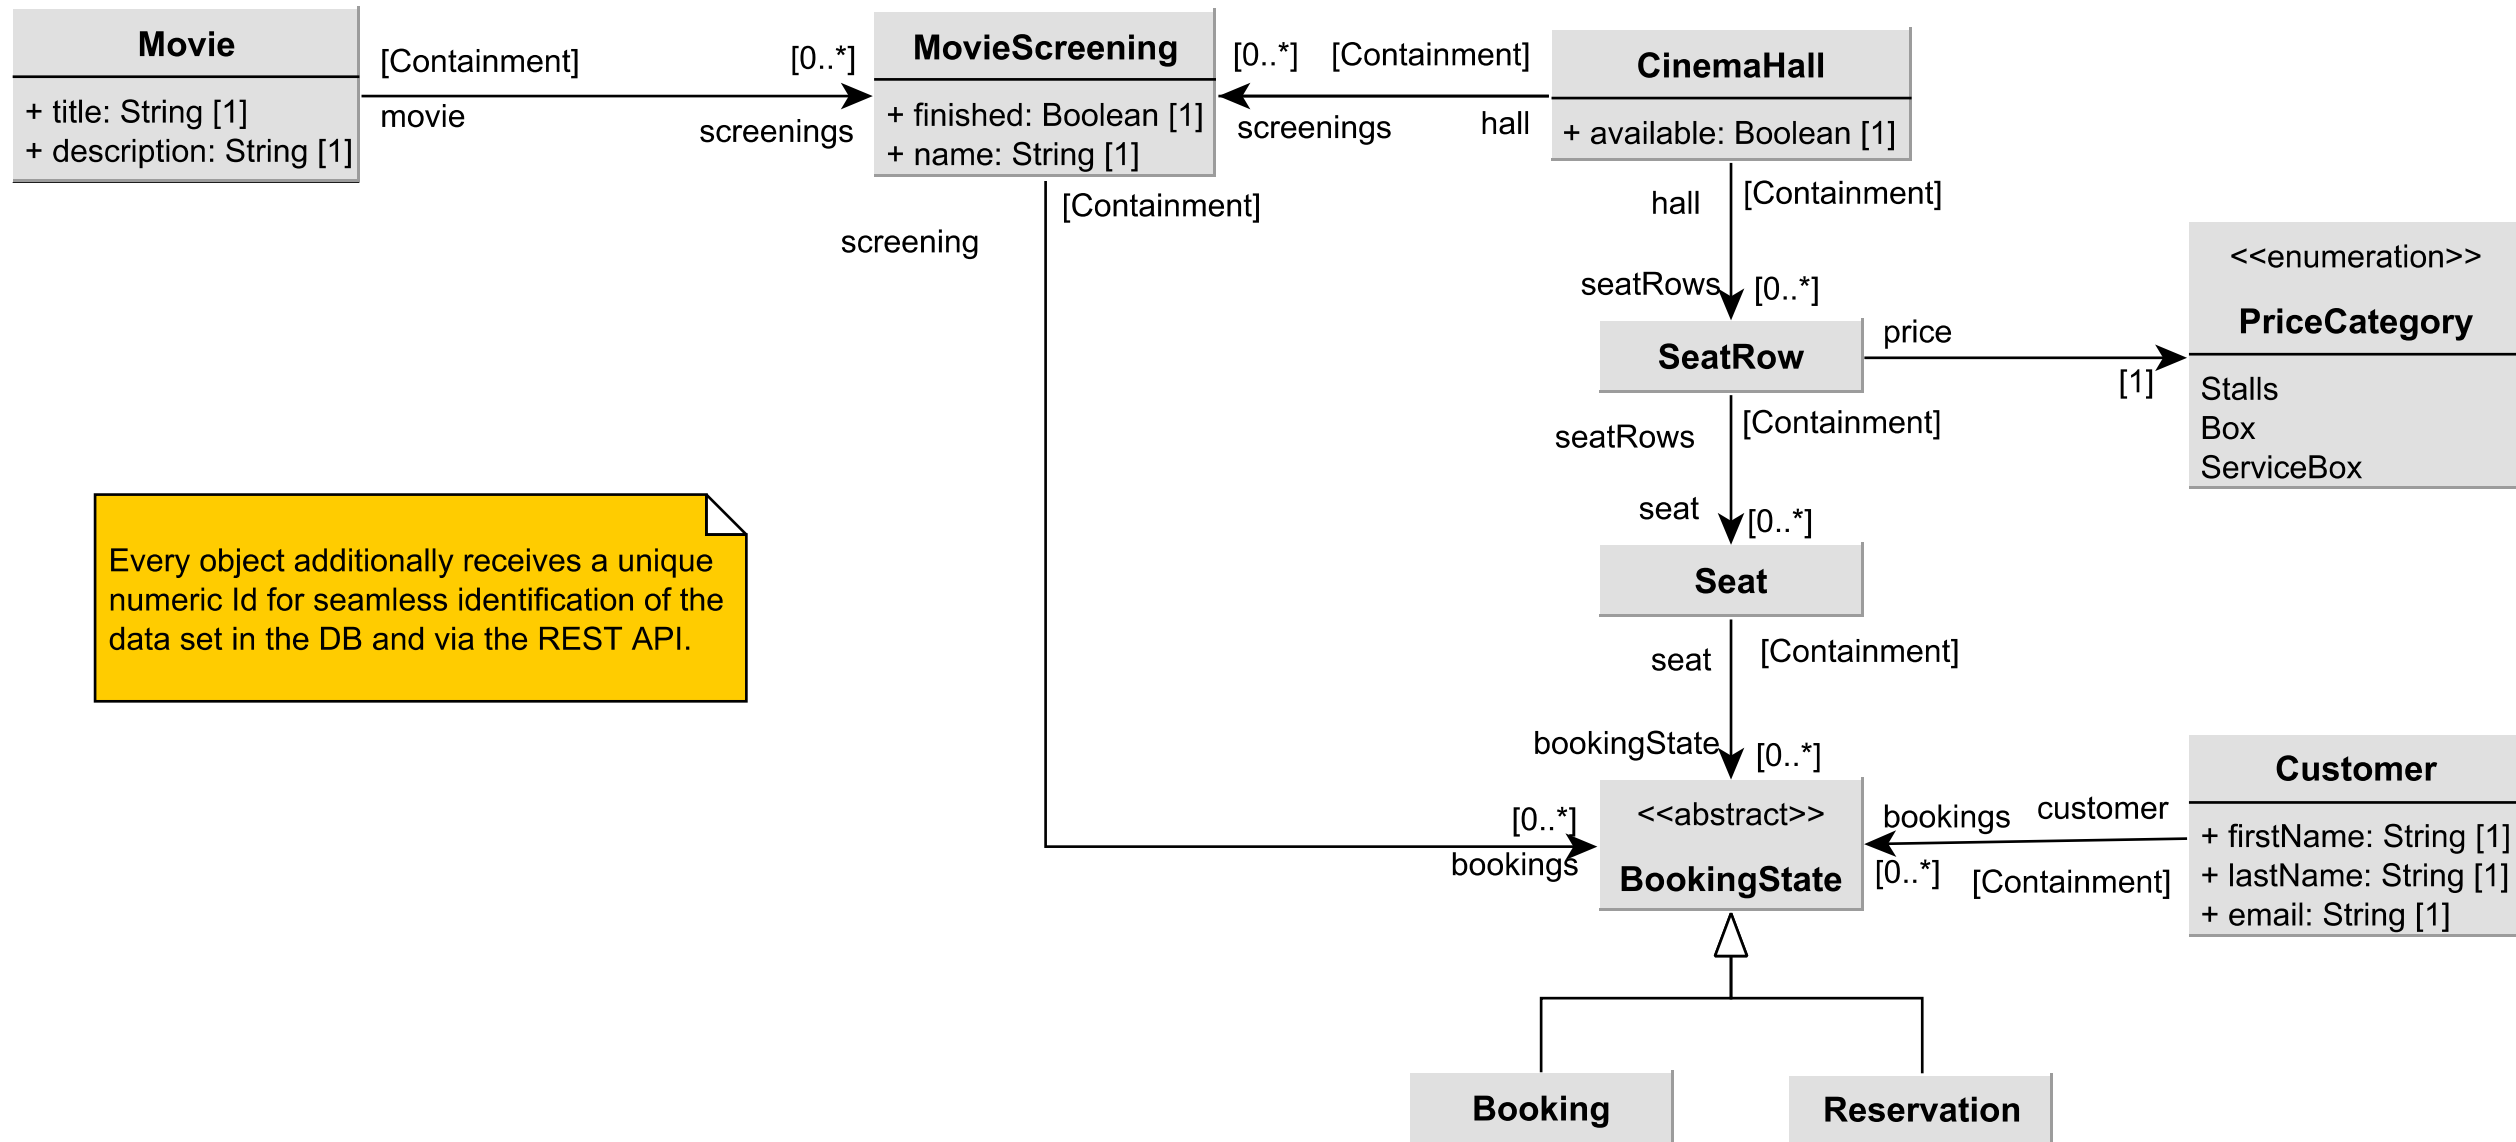 Movie
+ title: String [1]
+ description: String [1]
[Containment]
[0..*]
movie
screenings
MovieScreening
+ finished: Boolean [1]
+ name: String [1]
[0..*]
[Containment]
screenings
hall
CinemaHall
+ available: Boolean [1]
[Containment]
screening
hall
[Containment]
seatRows
[0..*]
SeatRow
price
[1]
<<enumeration>>
PriceCategory
Stalls
Box
ServiceBox
seatRows
[Containment]
seat
[0..*]
Seat
Every object additionally receives a unique
numeric Id for seamless identification of the
data set in the DB and via the REST API.
seat
[Containment]
bookingState
[0..*]
[0..*]
bookings
<<abstract>>
BookingState
bookings
customer
[0..*]
[Containment]
Customer
+ firstName: String [1]
+ lastName: String [1]
+ email: String [1]
Booking
Reservation